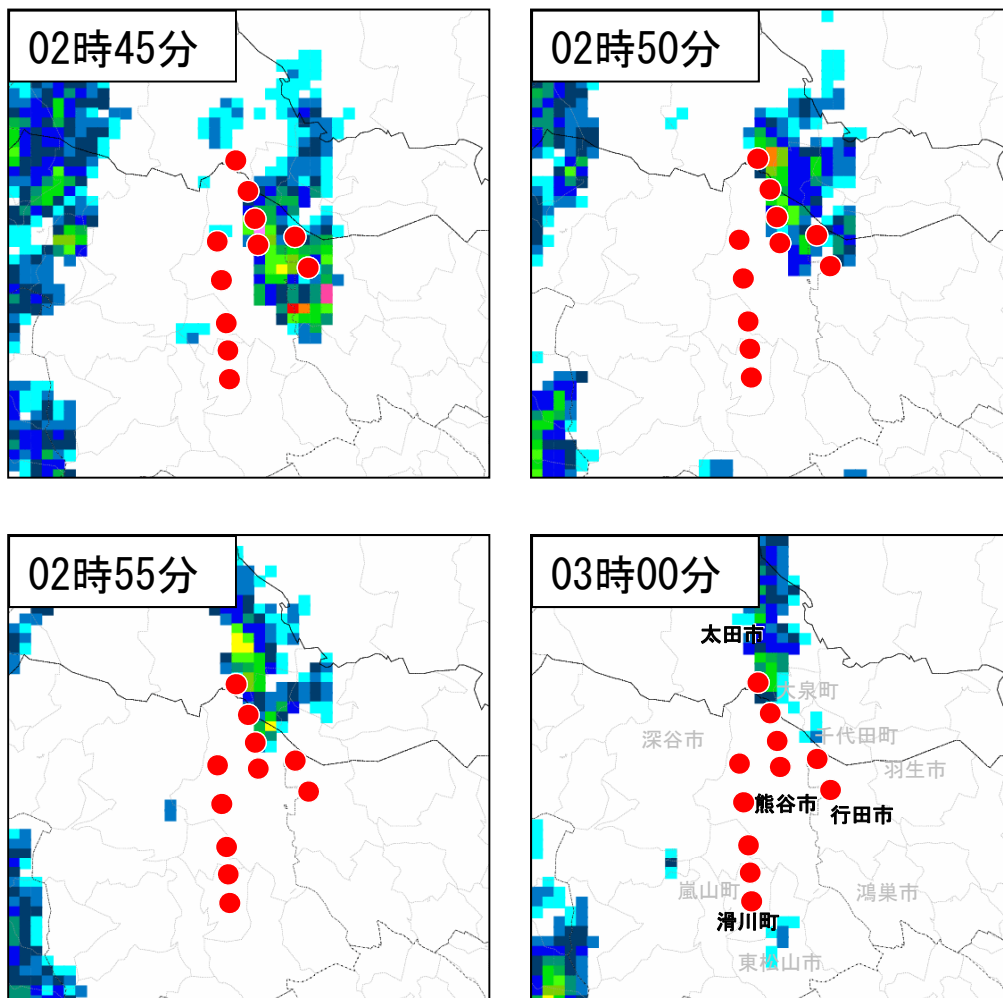 02時45分
02時50分
02時55分
03時00分
太田市
大泉町
深谷市
千代田町
羽生市
熊谷市
行田市
嵐山町
鴻巣市
滑川町
東松山市